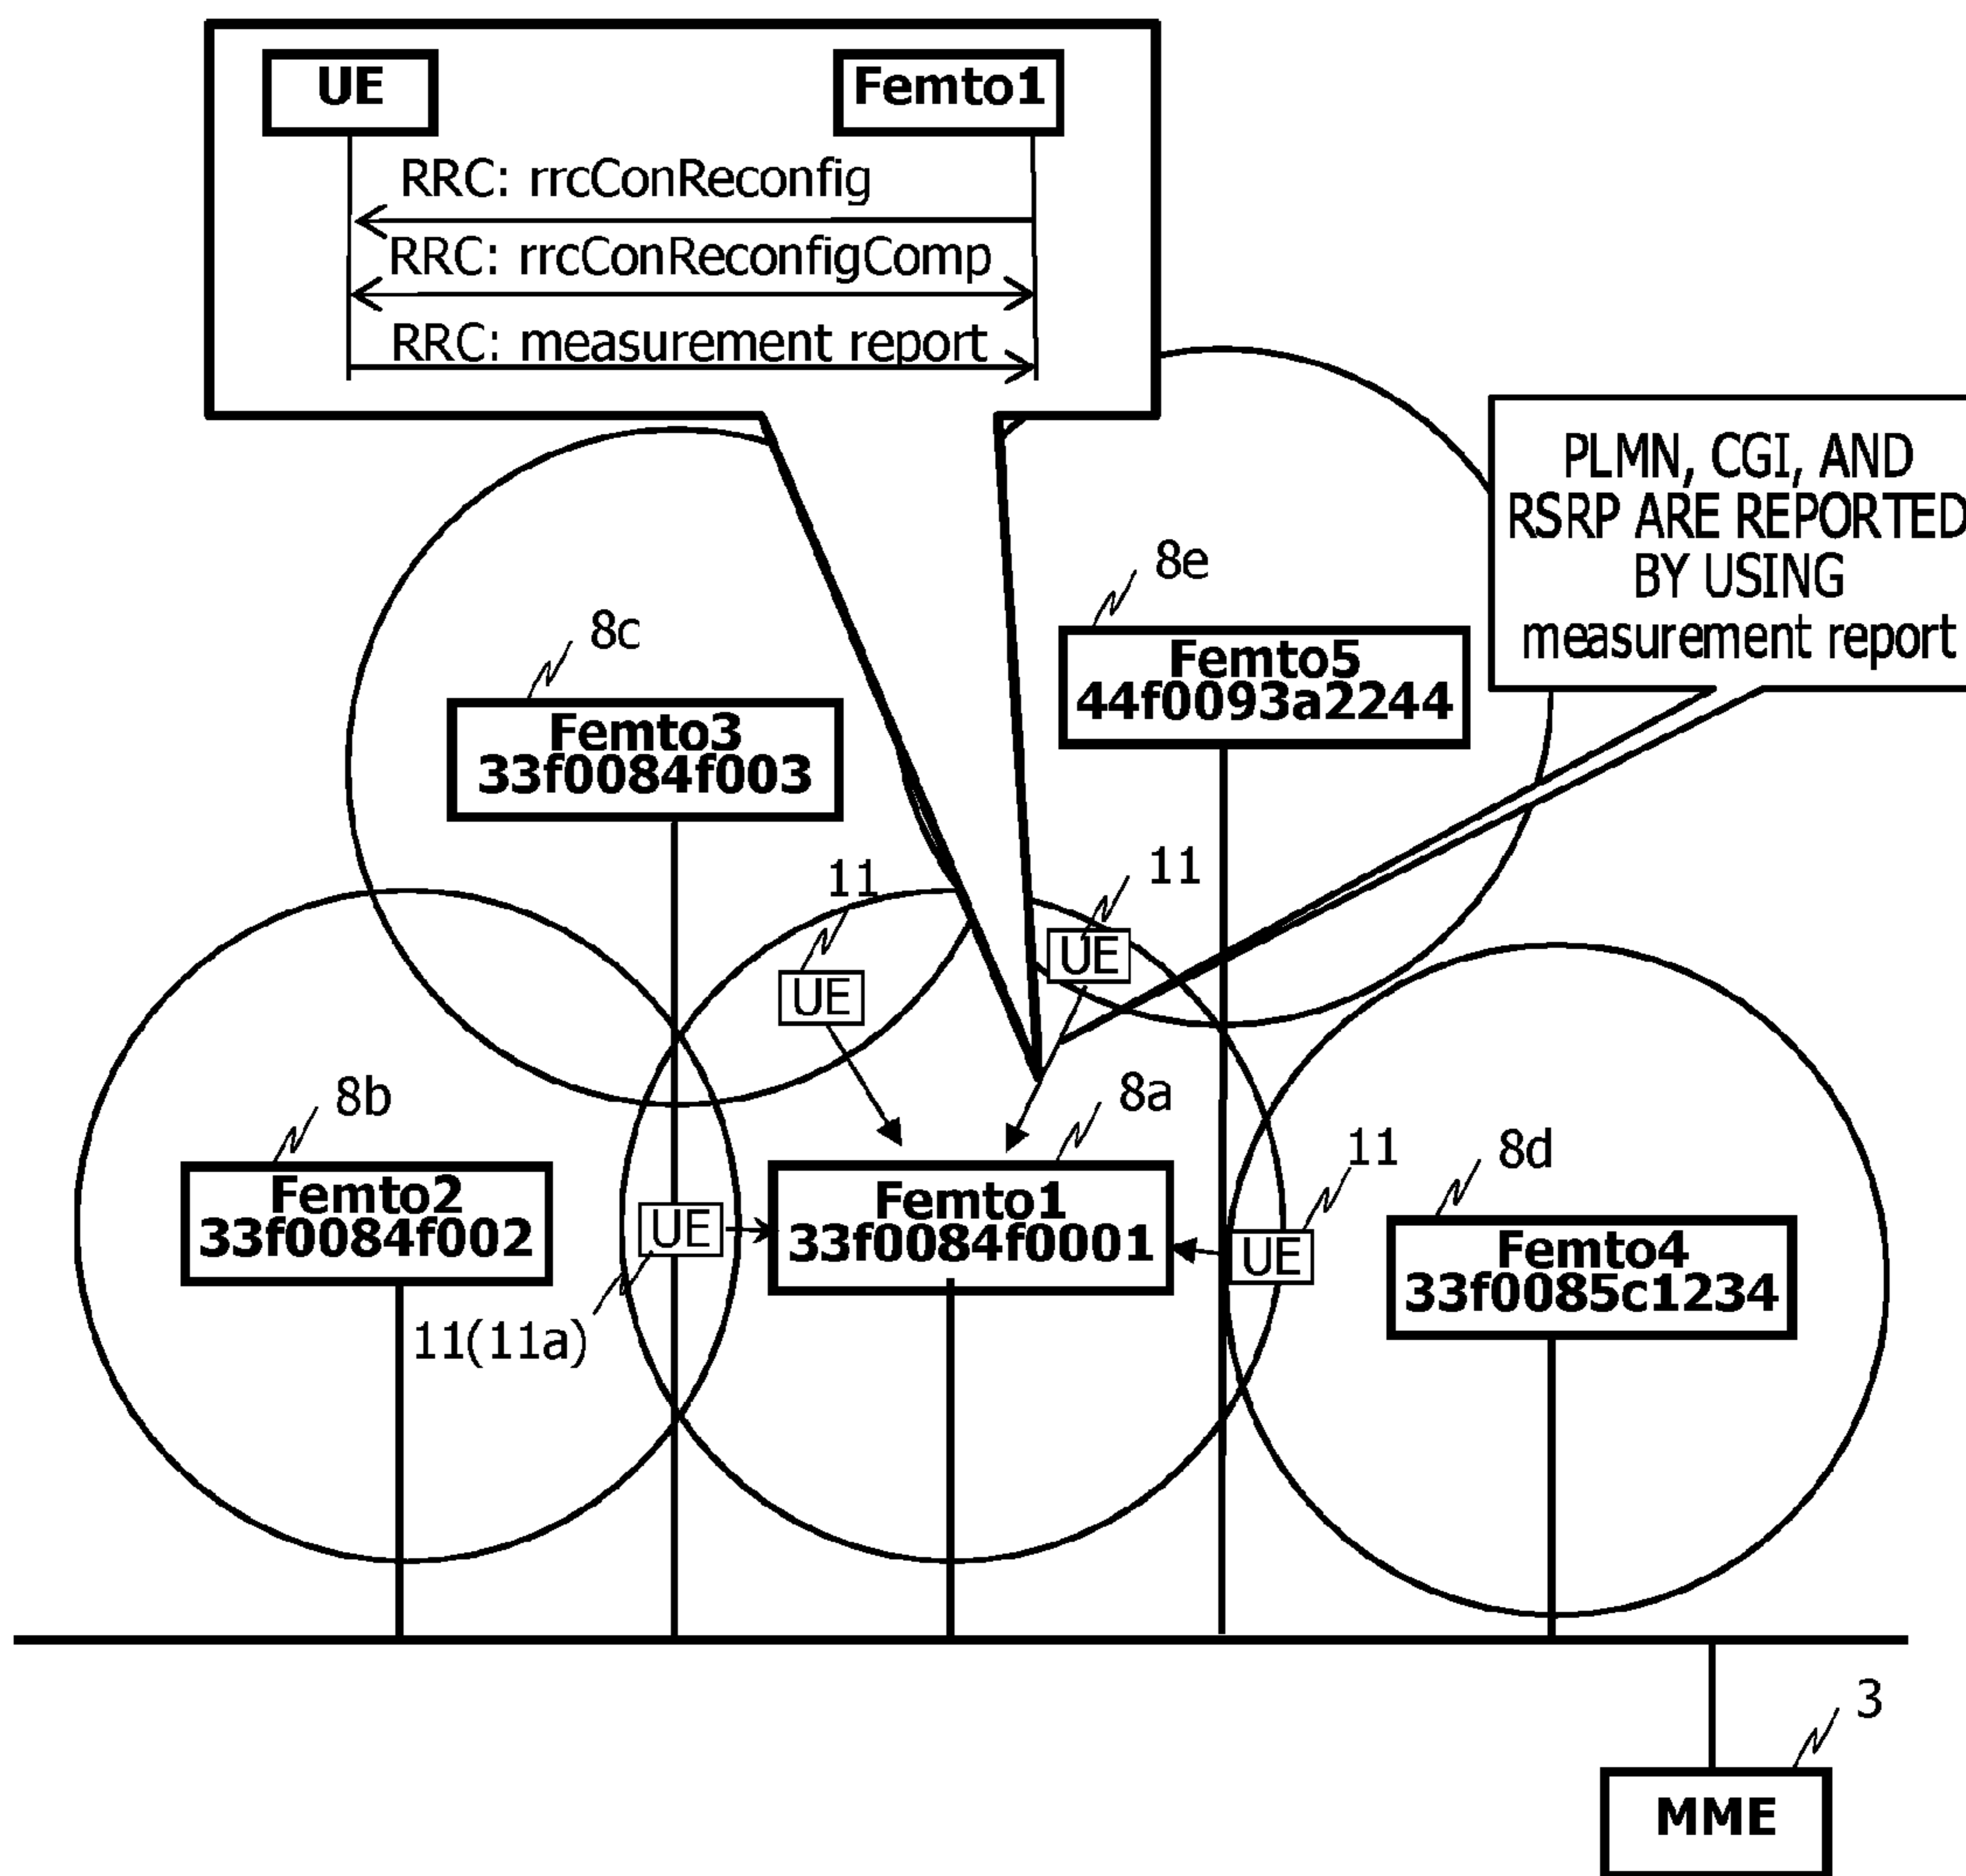 UE
Femto1
RRC: rrcConReconfig
RRC: rrcConReconfigComp
RRC: measurement report
PLMN, CGI, AND
RSRP ARE REPORTED
BY USING
measurement report
8e
Femto5
44f0093a2244
8c
Femto3
33f0084f003
11
UE
11
UE
8b
Femto2
33f0084f002
8a
Femto1
33f0084f0001
UE
11(11a)
11
UE
8d
Femto4
33f0085c1234
3
MME